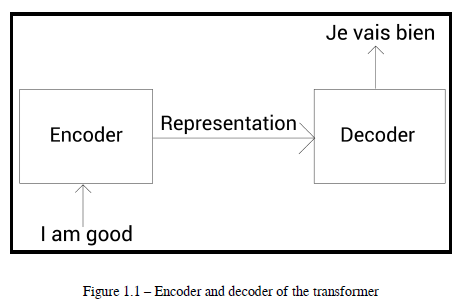 Je vais bien
Encoder
Representation
Decoder
I am good
Figure 1.1 – Encoder and decoder of the transformer